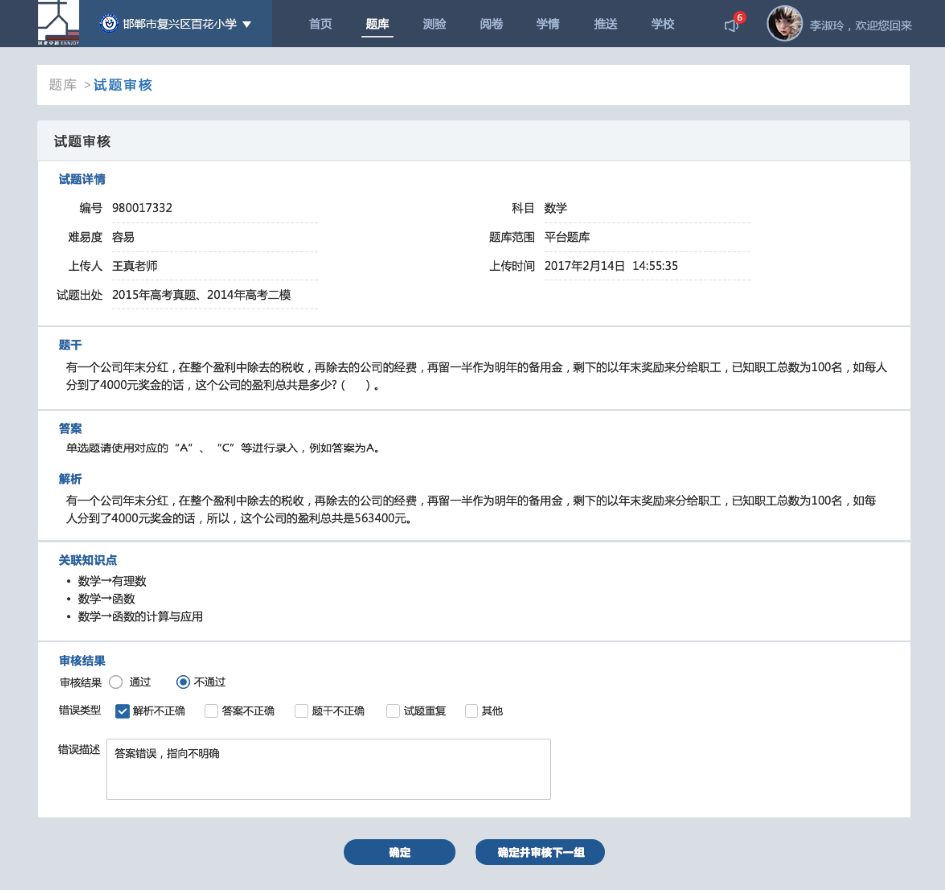 邯郸市复兴区百花小学 ▼ 首页 题库 测验 阅卷 学情 推送 学校 6 李淑玲，欢迎您回来
题库 >试题审核
试题审核
试题详情
编号 980017332 科目 数学
难易度 容易 题库范围 平台题库
上传人 王真老师 上传时间 2017年2月14日 14:55:35
试题出处 2015年高考真题、2014年高考二模
题干
有一个公司年末分红，在整个盈利中除去的税收，再除去的公司的经费，再留一半作为明年的备用金，剩下的以年末奖励来分给职工，已知职工总数为100名，如每人
分到了4000元奖金的话，这个公司的盈利总共是多少?（ ）。
答案
单选题请使用对应的“A”、“C”等进行录入，例如答案为A。
解析
有一个公司年末分红，在整个盈利中除去的税收，再除去的公司的经费，再留一半作为明年的备用金，剩下的以年末奖励来分给职工，已知职工总数为100名，如每
人分到了4000元奖金的话，所以，这个公司的盈利总共是563400元。
关联知识点
• 数学→有理数
• 数学→函数
• 数学→函数的计算与应用
审核结果
审核结果 通过 不通过
错误类型 解析不正确 答案不正确 题干不正确 试题重复 其他
错误描述 答案错误，指向不明确
确定 确定并审核下一组